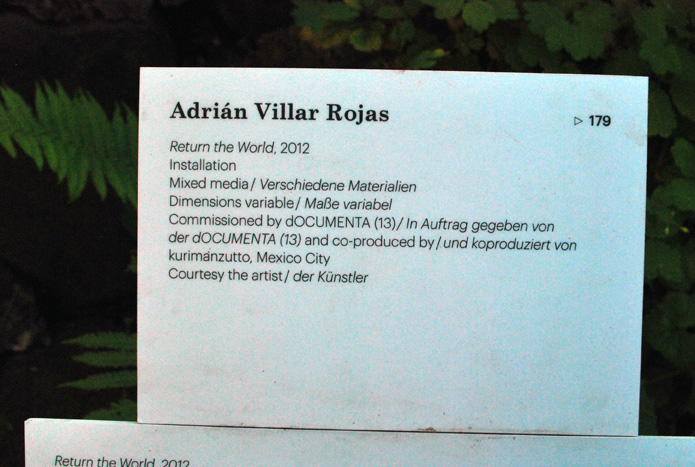 Adrián Villar Rojas
▷ 179
Return the World, 2012
Installation
Mixed media / Verschiedene Materialien
Dimensions variable / Maße variabel
Commissioned by dOCUMENTA (13) / In Auftrag gegeben von
der dOCUMENTA (13) and co-produced by / und koproduziert von
kurimanzutto, Mexico City
Courtesy the artist / der Künstler
Return the World, 2012